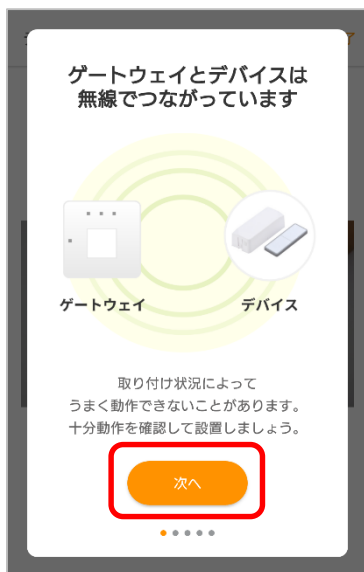 ゲートウェイとデバイスは
無線でつながっています
ゲートウェイ
デバイス
取り付け状況によって
うまく動作できないことがあります。
十分動作を確認して設置しましょう。
次へ